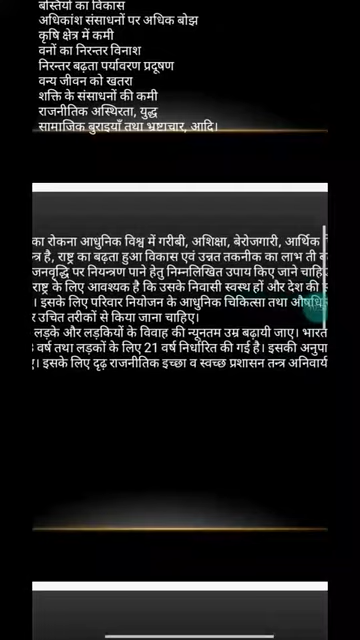 बस्तियों का विकास
अधिकांश संसाधनों पर अधिक बोझ
कृषि क्षेत्र में कमी
वनों का निरन्तर विनाश
निरन्तर बढ़ता पर्यावरण प्रदूषण
वन्य जीवन को खतरा
शक्ति के संसाधनों की कमी
राजनीतिक अस्थिरता, युद्ध
सामाजिक बुराइयाँ तथा भ्रष्टाचार, आदि।
का रोकना आधुनिक विश्व में गरीबी, अशिक्षा, बेरोजगारी, आर्थिक
त्र है, राष्ट्र का बढ़ता हुआ विकास एवं उन्नत तकनीक का लाभ ती
जनवृद्धि पर नियन्त्रण पाने हेतु निम्नलिखित उपाय किए जाने चाहि
राष्ट्र के लिए आवश्यक है कि उसके निवासी स्वस्थ हों और देश की
। इसके लिए परिवार नियोजन के आधुनिक चिकित्सा तथा औषधि
र उचित तरीकों से किया जाना चाहिए।
लड़के और लड़कियों के विवाह की न्यूनतम उम्र बढ़ायी जाए। भारत
वर्ष तथा लड़कों के लिए 21 वर्ष निर्धारित की गई है। इसकी अनुपा
। इसके लिए दृढ़ राजनीतिक इच्छा व स्वच्छ प्रशासन तन्त्र अनिवार्य